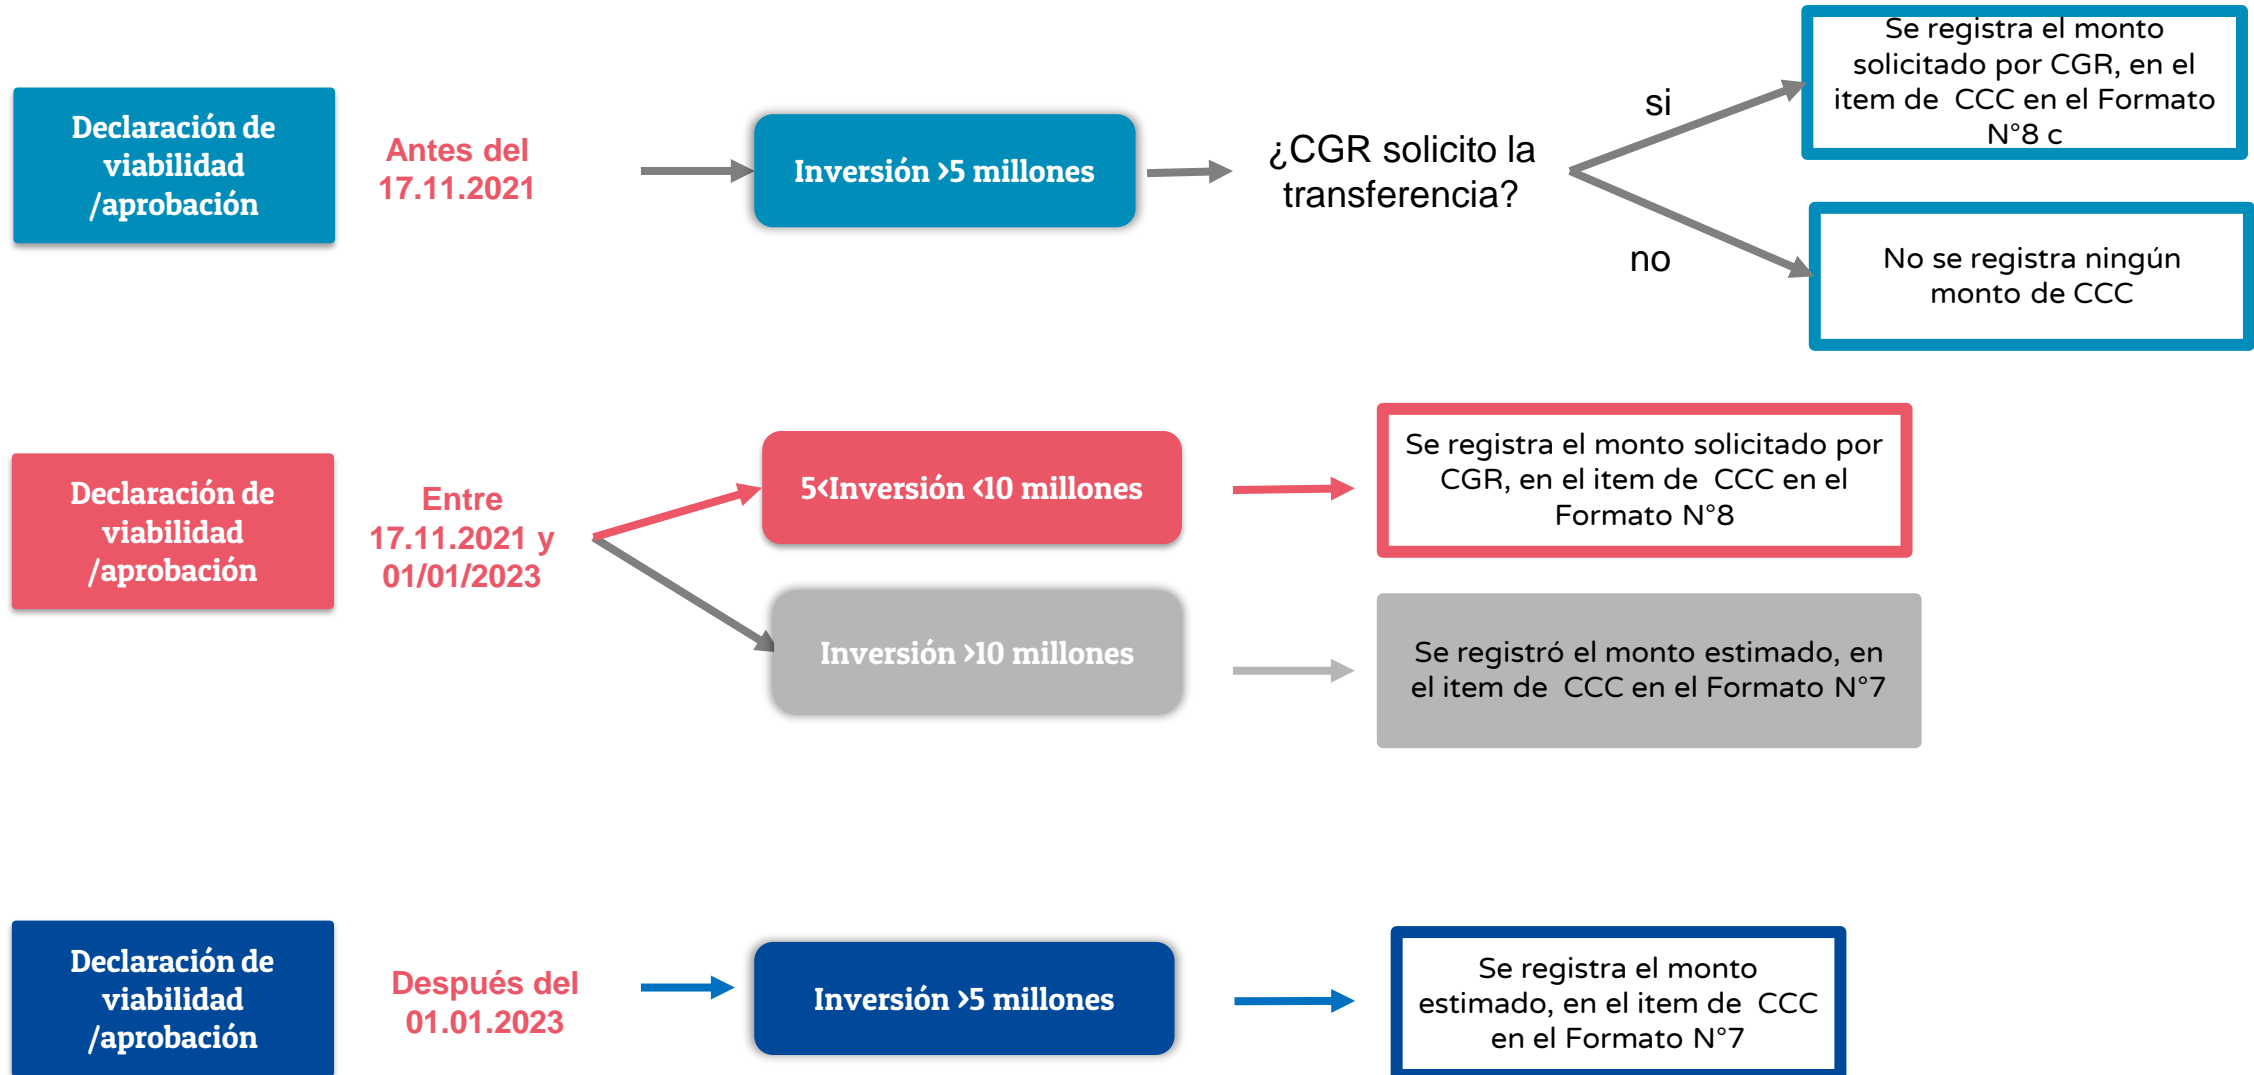 Declaración de
viabilidad
/aprobación
Antes del
17.11.2021
Inversión >5 millones
¿CGR solicito la
transferencia?
si
Se registra el monto
solicitado por CGR, en el
item de CCC en el Formato
N°8 c
no
No se registra ningún
monto de CCC
Declaración de
viabilidad
/aprobación
Entre
17.11.2021 y
01/01/2023
5<Inversión <10 millones
Se registra el monto solicitado por
CGR, en el item de CCC en el
Formato N°8
Inversión >10 millones
Se registró el monto estimado, en
el item de CCC en el Formato N°7
Declaración de
viabilidad
/aprobación
Después del
01.01.2023
Inversión >5 millones
Se registra el monto
estimado, en el item de CCC
en el Formato N°7